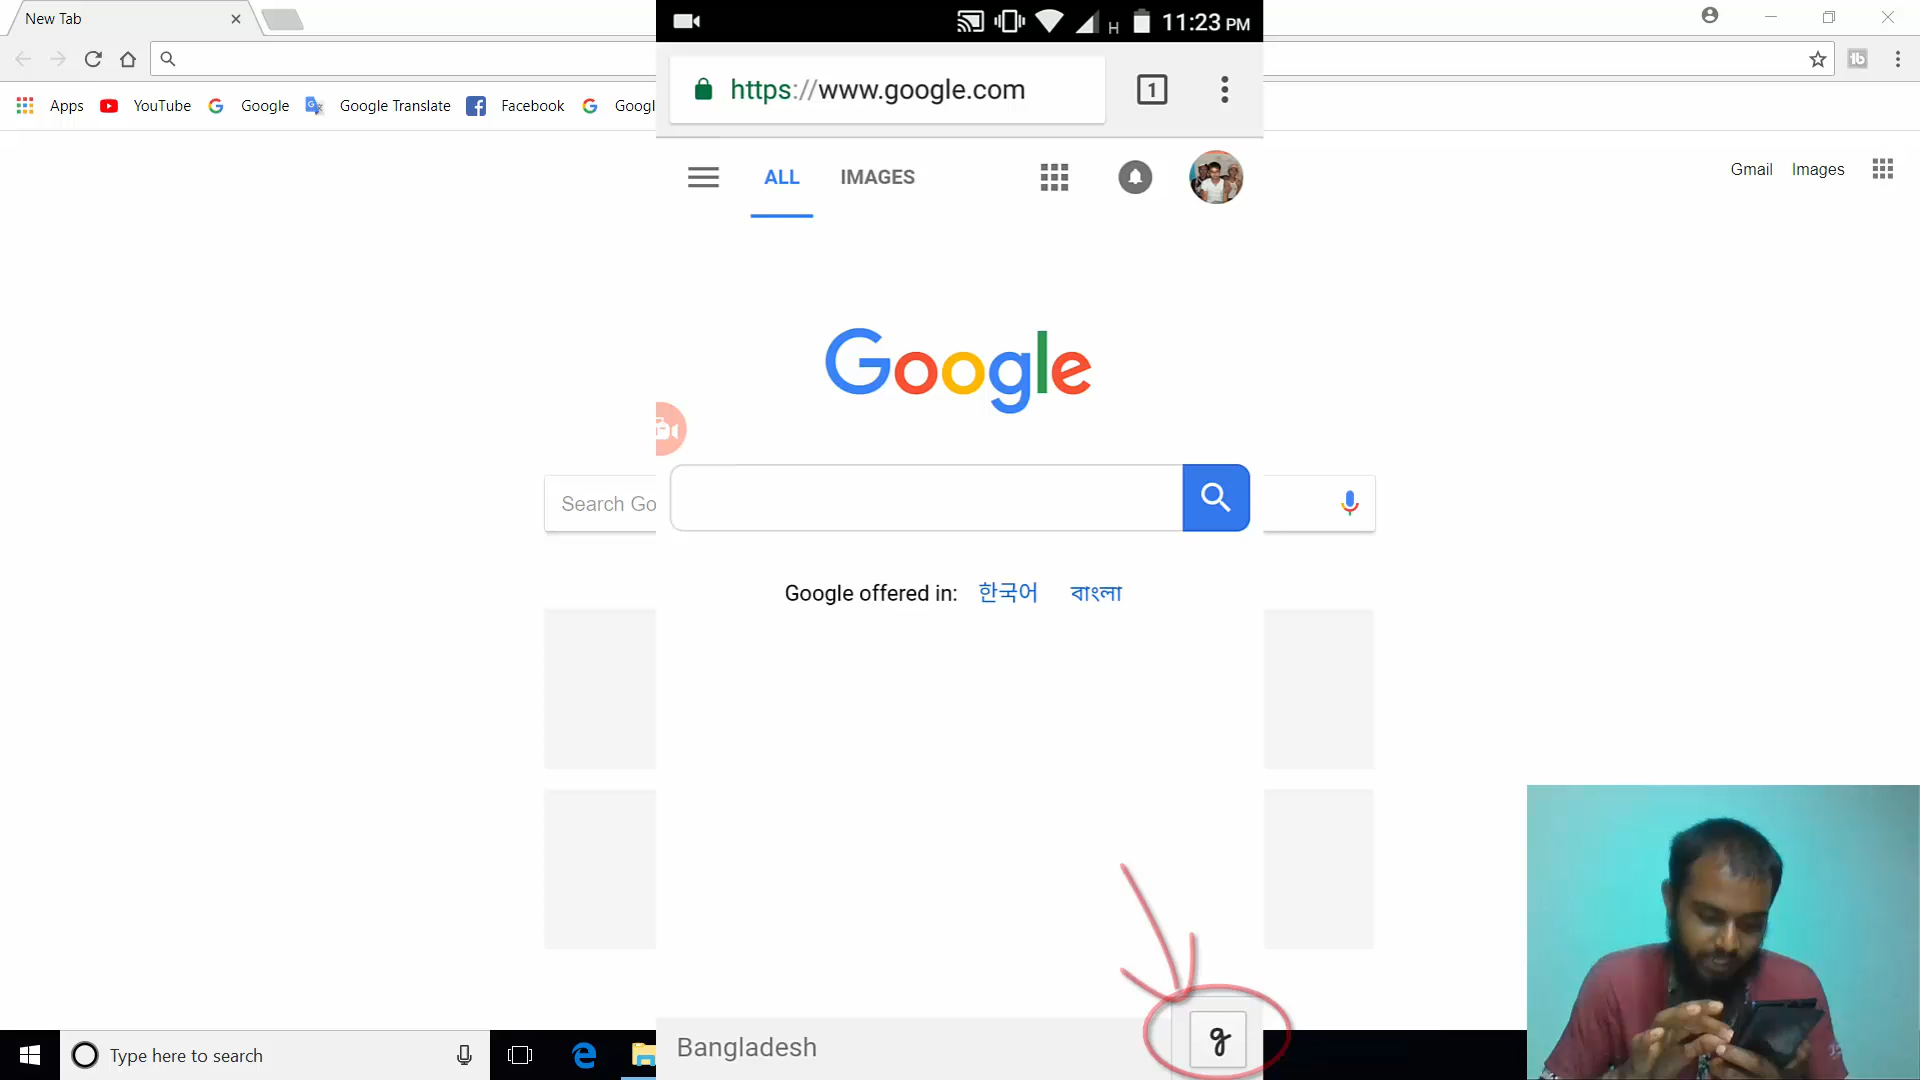 New Tab
11:23 PM
H
https://www.google.com
1
Apps YouTube Google Google Translate Facebook Googl
ALL IMAGES
Gmail Images
Google
Search Go
Google offered in: 한국어 বাংলা
Bangladesh
g
Type here to search